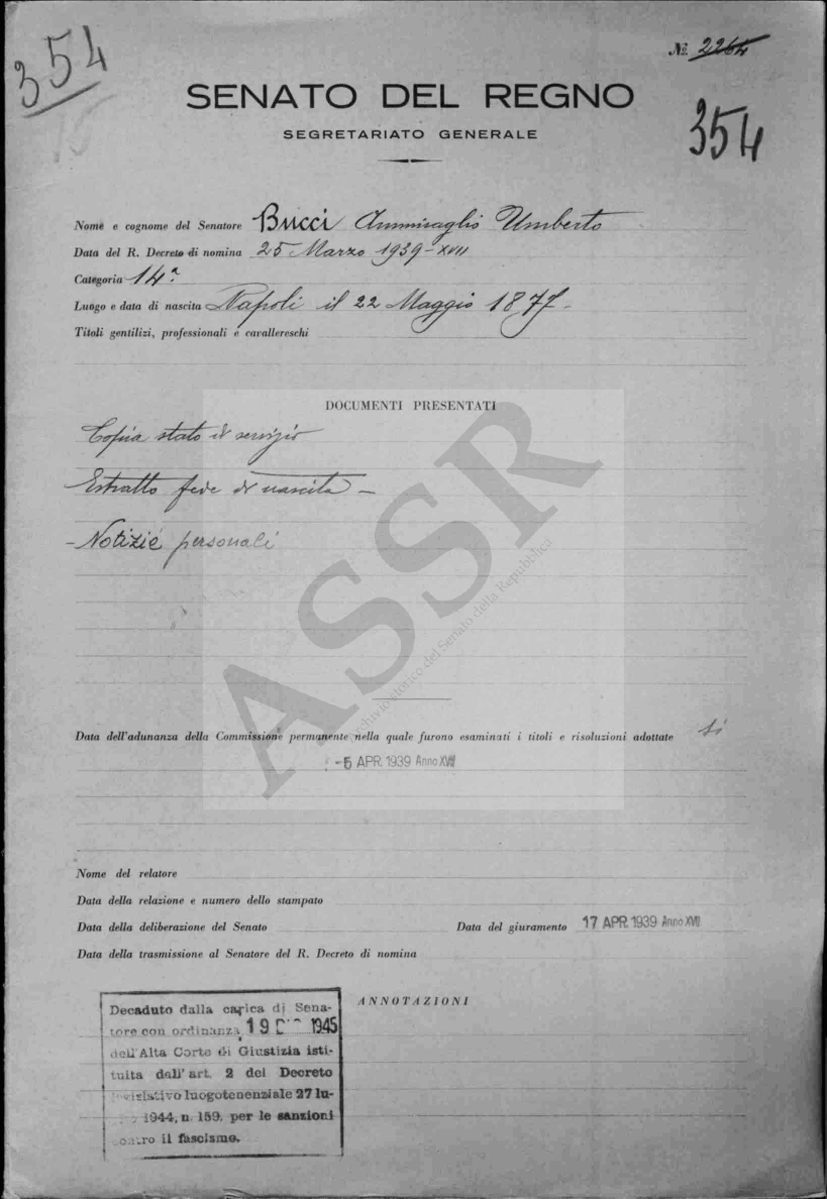 354
№ 2264
SENATO DEL REGNO
354
SEGRETARIATO GENERALE
Nome e cognome del Senatore Bucci Ammiraglio Umberto
Data del R. Decreto di nomina 25 Marzo 1939-XVII
Categoria 14ª
Luogo e data di nascita Napoli il 22 Maggio 1877.
Titoli gentilizi, professionali e cavallereschi
DOCUMENTI PRESENTATI
Copia stato di servizio
Estratto fede di nascita -
- Notizie personali
ASSR
Archivio storico del Senato della Repubblica
Data dell'adunanza della Commissione permanente nella quale furono esaminati i titoli e risoluzioni adottate si
-5 APR. 1939 Anno XVII
Nome del relatore
Data della relazione e numero dello stampato
Data della deliberazione del Senato Data del giuramento 17 APR. 1939 Anno XVII
Data della trasmissione al Senatore del R. Decreto di nomina
ANNOTAZIONI
Decaduto dalla carica di Sena-
tore con ordinanza 19 1945
dell'Alta Corte di Giustizia isti-
tuita dall'art. 2 del Decreto
legislativo luogotenenziale 27 lu-
1944, n. 159. per le sanzioni
contro il fascismo.